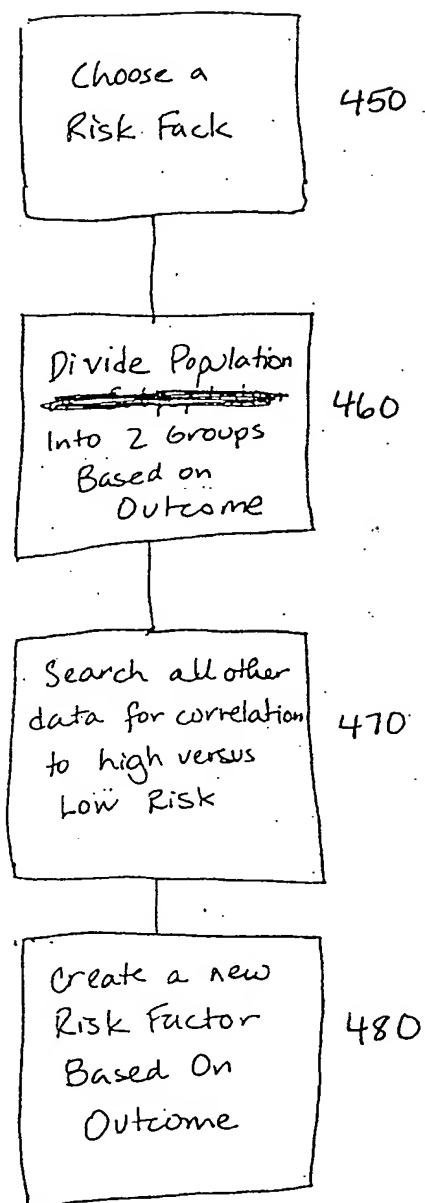 Choose a
Risk Fack
450
Divide Population
Into 2 Groups
Based on
Outcome
460
Search all other
data for correlation
to high versus
Low Risk
470
Create a new
Risk Factor
Based On
Outcome
480